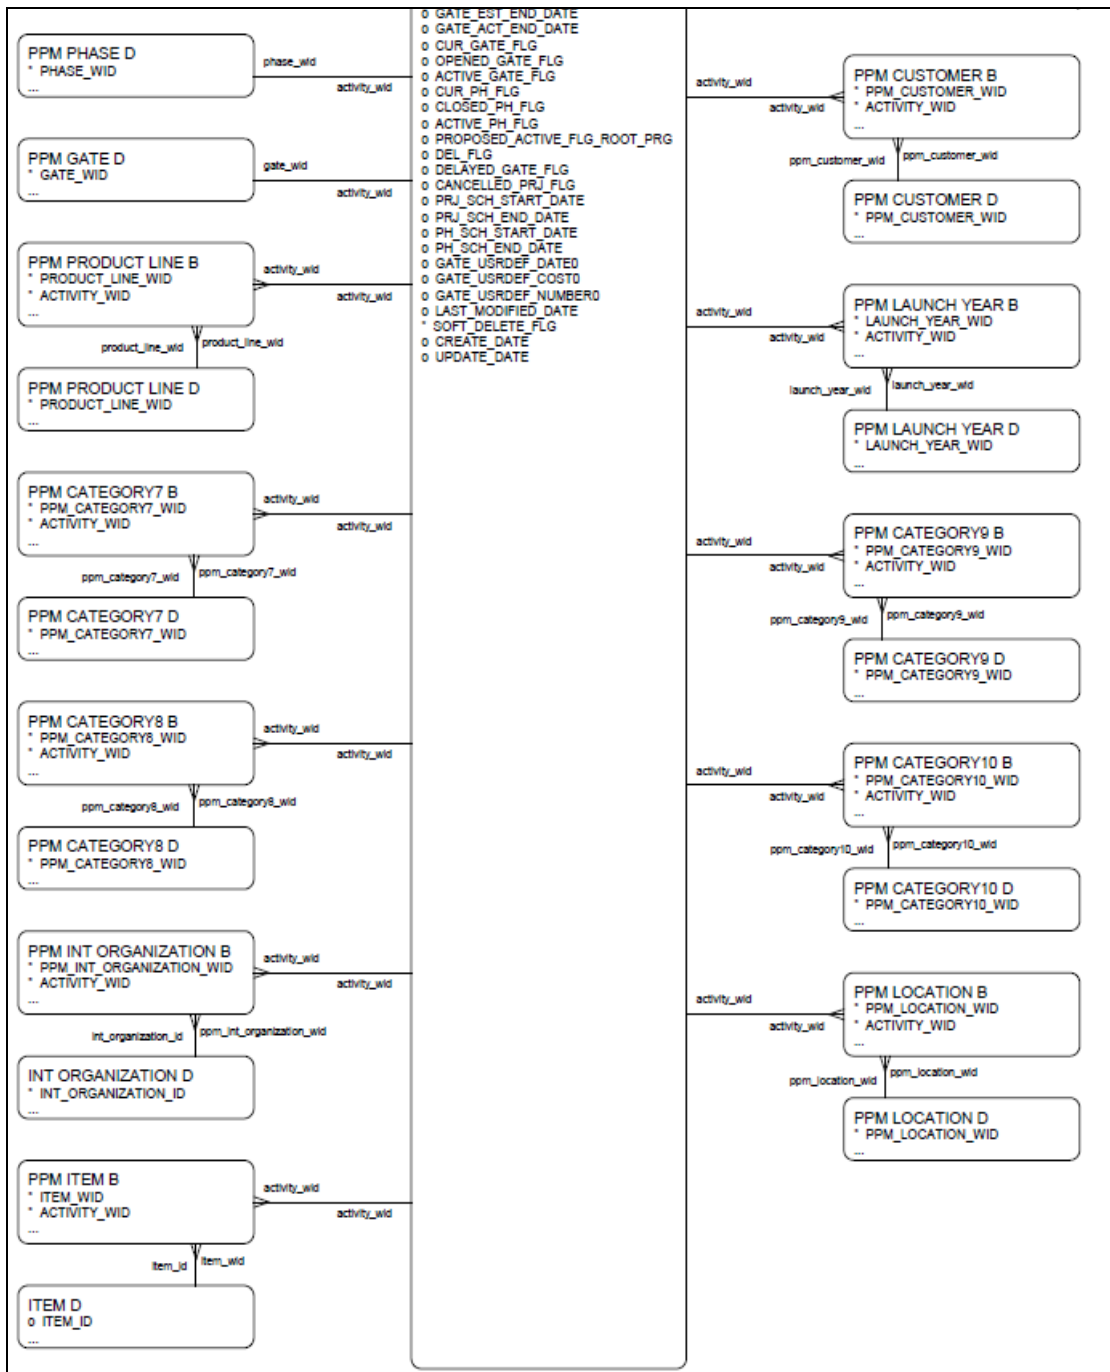 PPM PHASE D
* PHASE_WID
...
phase_wid
activity_wid
PPM GATE D
* GATE_WID
...
gate_wid
activity_wid
PPM PRODUCT LINE B
* PRODUCT_LINE_WID
* ACTIVITY_WID
...
activity_wid
activity_wid
product_line_wid
product_line_wid
PPM PRODUCT LINE D
* PRODUCT_LINE_WID
...
PPM CATEGORY7 B
* PPM_CATEGORY7_WID
* ACTIVITY_WID
...
activity_wid
activity_wid
ppm_category7_wid
ppm_category7_wid
PPM CATEGORY7 D
* PPM_CATEGORY7_WID
...
PPM CATEGORY8 B
* PPM_CATEGORY8_WID
* ACTIVITY_WID
...
activity_wid
activity_wid
ppm_category8_wid
ppm_category8_wid
PPM CATEGORY8 D
* PPM_CATEGORY8_WID
...
PPM INT ORGANIZATION B
* PPM_INT_ORGANIZATION_WID
* ACTIVITY_WID
...
activity_wid
activity_wid
int_organization_id
ppm_int_organization_wid
INT ORGANIZATION D
* INT_ORGANIZATION_ID
...
PPM ITEM B
* ITEM_WID
* ACTIVITY_WID
...
activity_wid
activity_wid
item_id
item_wid
ITEM D
o ITEM_ID
...
o GATE_EST_END_DATE
o GATE_ACT_END_DATE
o CUR_GATE_FLG
o OPENED_GATE_FLG
o ACTIVE_GATE_FLG
o CUR_PH_FLG
o CLOSED_PH_FLG
o ACTIVE_PH_FLG
o PROPOSED_ACTIVE_FLG_ROOT_PRG
o DEL_FLG
o DELAYED_GATE_FLG
o CANCELLED_PRJ_FLG
o PRJ_SCH_START_DATE
o PRJ_SCH_END_DATE
o PH_SCH_START_DATE
o PH_SCH_END_DATE
o GATE_USRDEF_DATE0
o GATE_USRDEF_COST0
o GATE_USRDEF_NUMBER0
o LAST_MODIFIED_DATE
* SOFT_DELETE_FLG
o CREATE_DATE
o UPDATE_DATE
activity_wid
activity_wid
PPM CUSTOMER B
* PPM_CUSTOMER_WID
* ACTIVITY_WID
...
ppm_customer_wid
ppm_customer_wid
PPM CUSTOMER D
* PPM_CUSTOMER_WID
...
activity_wid
activity_wid
PPM LAUNCH YEAR B
* LAUNCH_YEAR_WID
* ACTIVITY_WID
...
launch_year_wid
launch_year_wid
PPM LAUNCH YEAR D
* LAUNCH_YEAR_WID
...
activity_wid
activity_wid
PPM CATEGORY9 B
* PPM_CATEGORY9_WID
* ACTIVITY_WID
...
ppm_category9_wid
ppm_category9_wid
PPM CATEGORY9 D
* PPM_CATEGORY9_WID
...
activity_wid
activity_wid
PPM CATEGORY10 B
* PPM_CATEGORY10_WID
* ACTIVITY_WID
...
ppm_category10_wid
ppm_category10_wid
PPM CATEGORY10 D
* PPM_CATEGORY10_WID
...
activity_wid
activity_wid
PPM LOCATION B
* PPM_LOCATION_WID
* ACTIVITY_WID
...
ppm_location_wid
ppm_location_wid
PPM LOCATION D
* PPM_LOCATION_WID
...